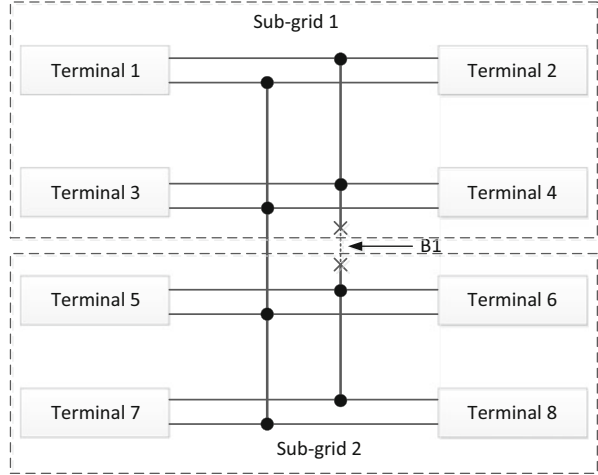 Sub-grid 1
Terminal 1
Terminal 2
Terminal 3
Terminal 4
B1
Terminal 5
Terminal 6
Terminal 7
Terminal 8
Sub-grid 2